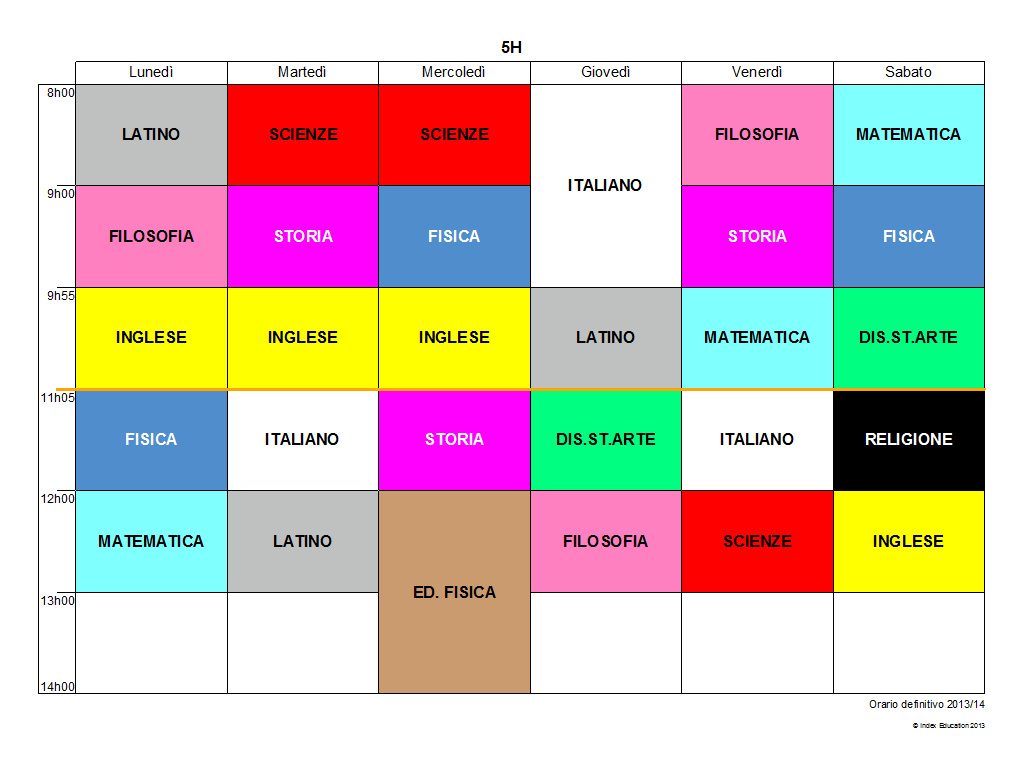 5H
Lunedì Martedì Mercoledì Giovedì Venerdì Sabato
8h00
LATINO SCIENZE SCIENZE ITALIANO FILOSOFIA MATEMATICA
9h00
FILOSOFIA STORIA FISICA STORIA FISICA
9h55
INGLESE INGLESE INGLESE LATINO MATEMATICA DIS.ST.ARTE
11h05
FISICA ITALIANO STORIA DIS.ST.ARTE ITALIANO RELIGIONE
12h00
MATEMATICA LATINO ED. FISICA FILOSOFIA SCIENZE INGLESE
13h00
14h00
Orario definitivo 2013/14
© Index Education 2013